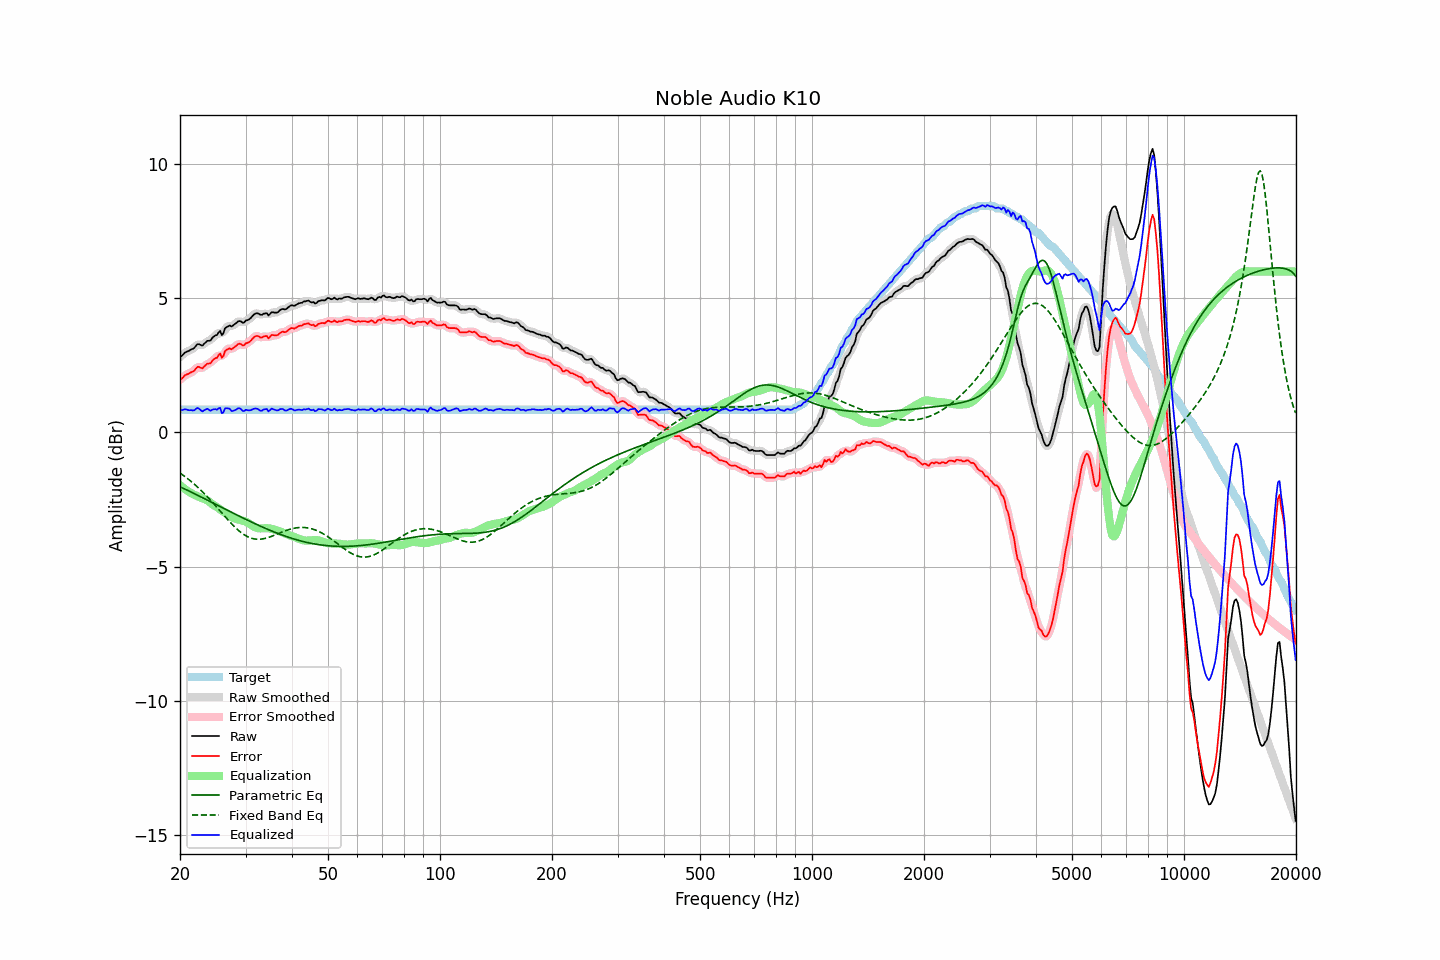 Noble Audio K10
Amplitude (dBr)
10
5
0
−5
−10
−15
Target
Raw Smoothed
Error Smoothed
Raw
Error
Equalization
Parametric Eq
Fixed Band Eq
Equalized
20 50 100 200 500 1000 2000 5000 10000 20000
Frequency (Hz)